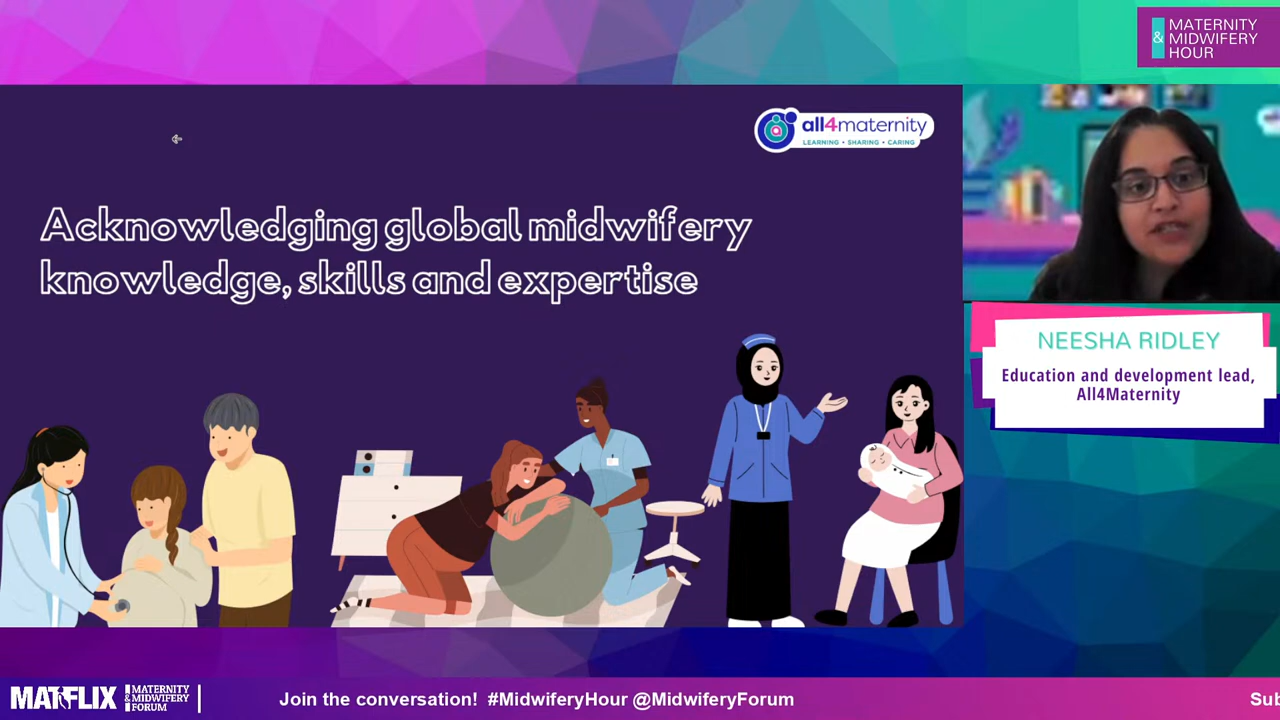 MATERNITY
& MIDWIFERY
HOUR
all4maternity
LEARNING • SHARING • CARING
Acknowledging global midwifery
knowledge, skills and expertise
NEESHA RIDLEY
Education and development lead,
All4Maternity
MATFLIX
MATERNITY
& MIDWIFERY
FORUM
Join the conversation! #MidwiferyHour @MidwiferyForum
Sub